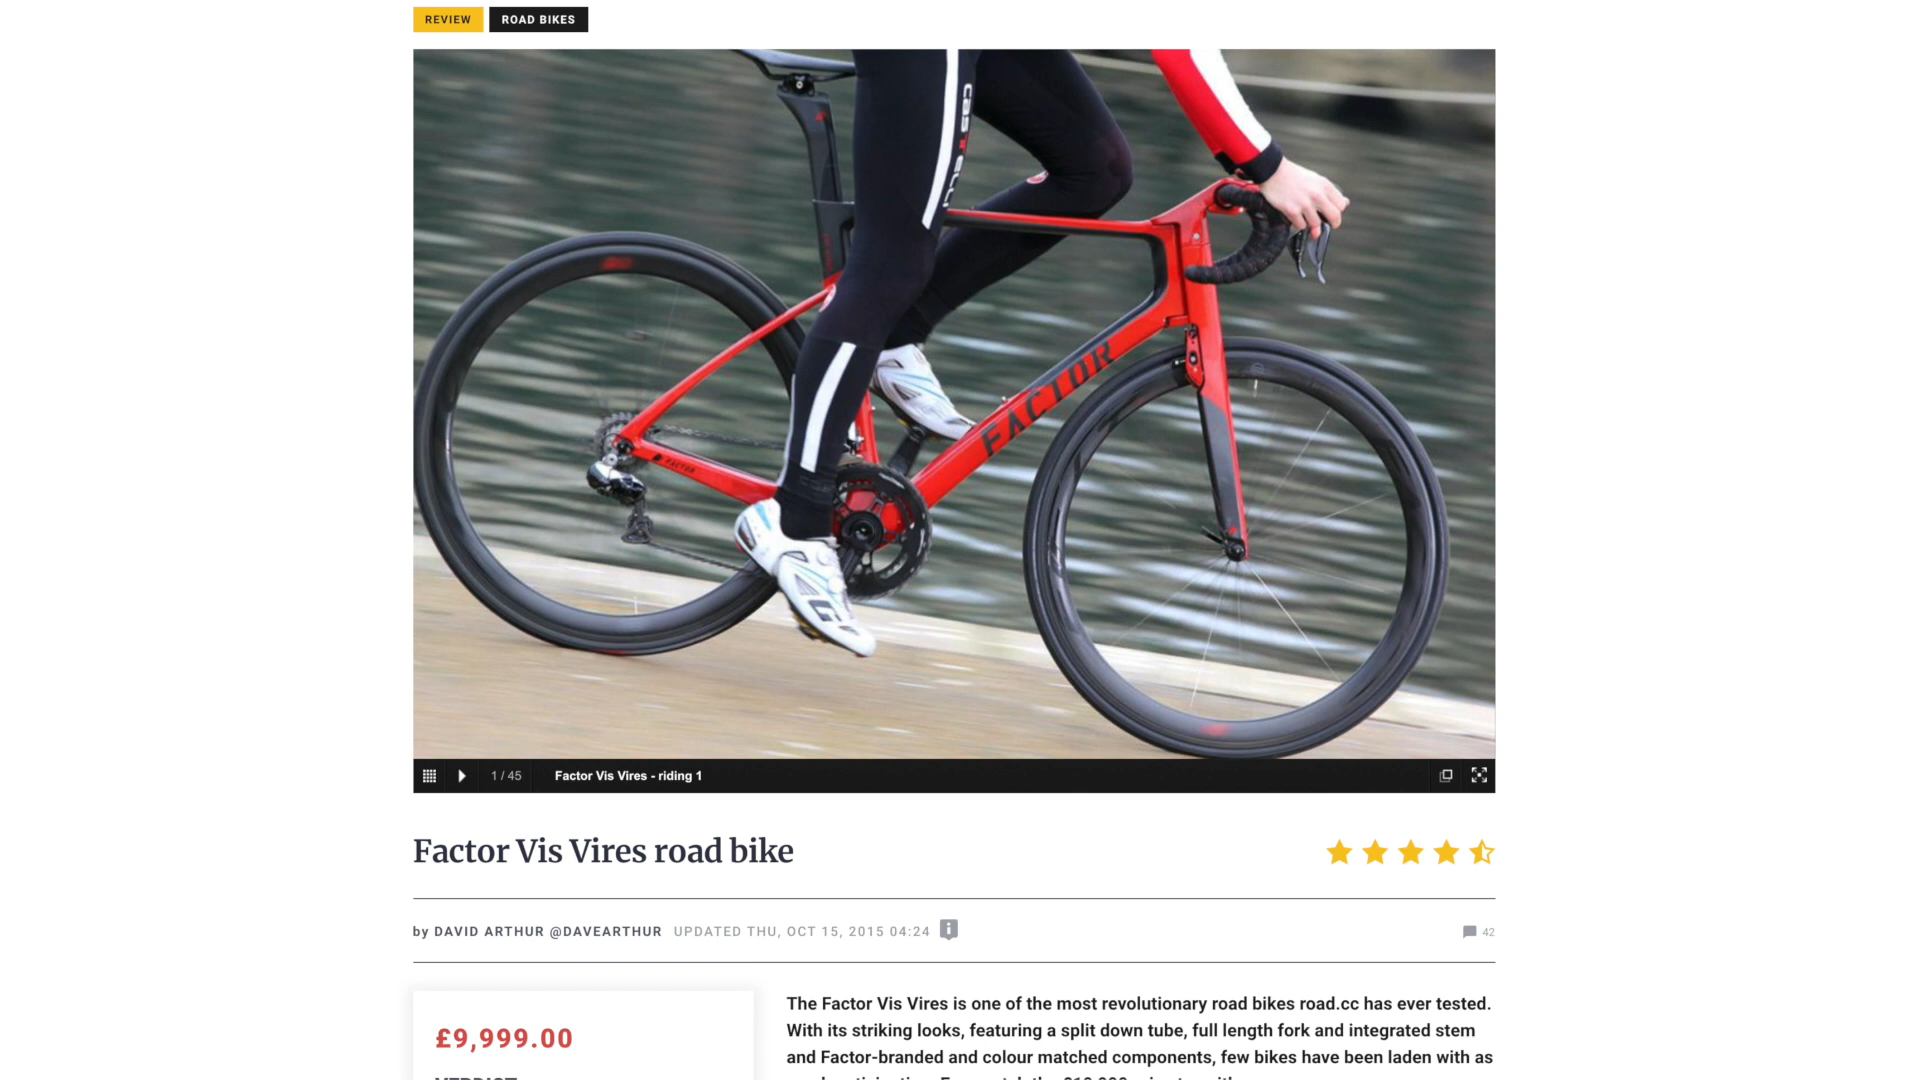 REVIEW
ROAD BIKES
Castelli
FACTOR
FACTOR
1 / 45
Factor Vis Vires - riding 1
Factor Vis Vires road bike
by DAVID ARTHUR @DAVEARTHUR UPDATED THU, OCT 15, 2015 04:24
42
£9,999.00
The Factor Vis Vires is one of the most revolutionary road bikes road.cc has ever tested.
With its striking looks, featuring a split down tube, full length fork and integrated stem
and Factor-branded and colour matched components, few bikes have been laden with as